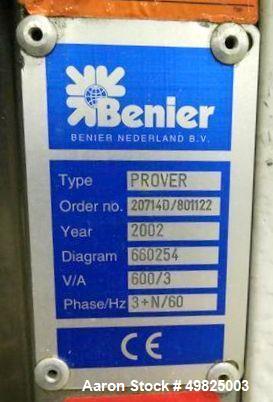 Benier
BENIER NEDERLAND B.V.
Type PROVER
Order no. 20714D/801122
Year 2002
Diagram 660254
V/A 600/3
Phase/Hz 3+N/60
CE
Aaron Stock # 49825003